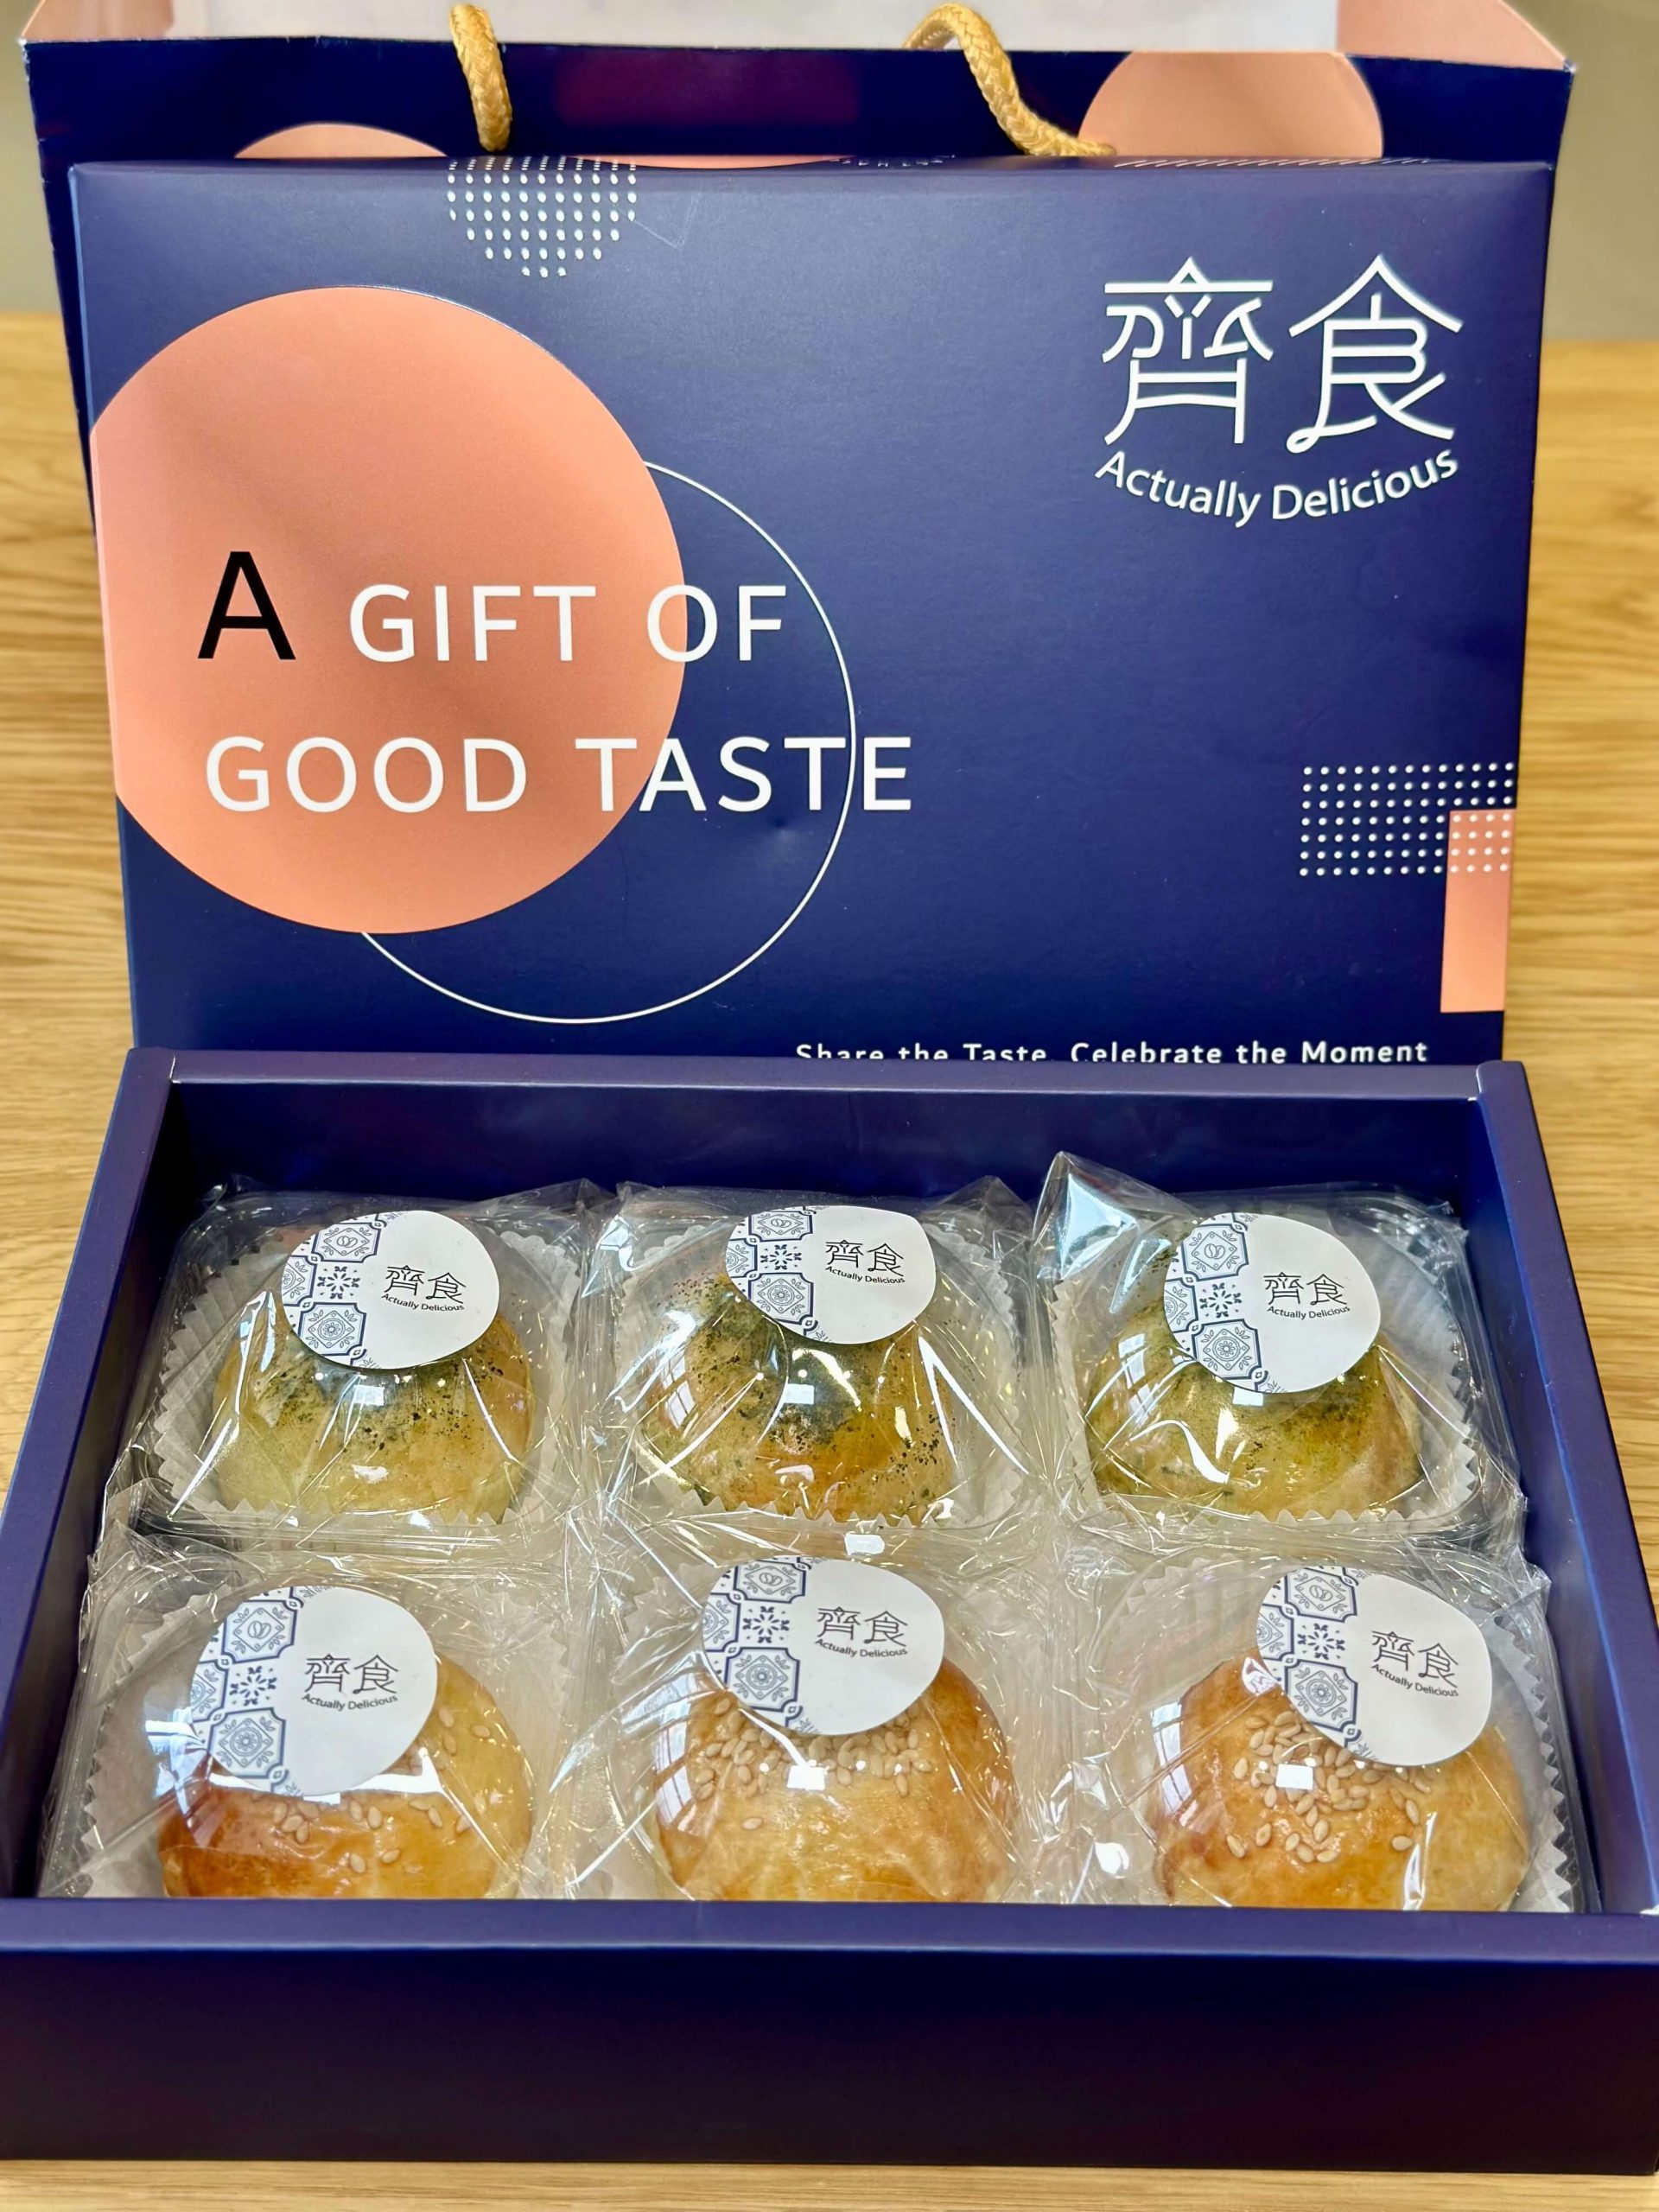 齊食
Actually Delicious
A GIFT OF
GOOD TASTE
Share the Taste, Celebrate the Moment
齊食
Actually Delicious
齊食
Actually Delicious
齊食
Actually Delicious
齊食
Actually Delicious
齊食
Actually Delicious
齊食
Actually Delicious